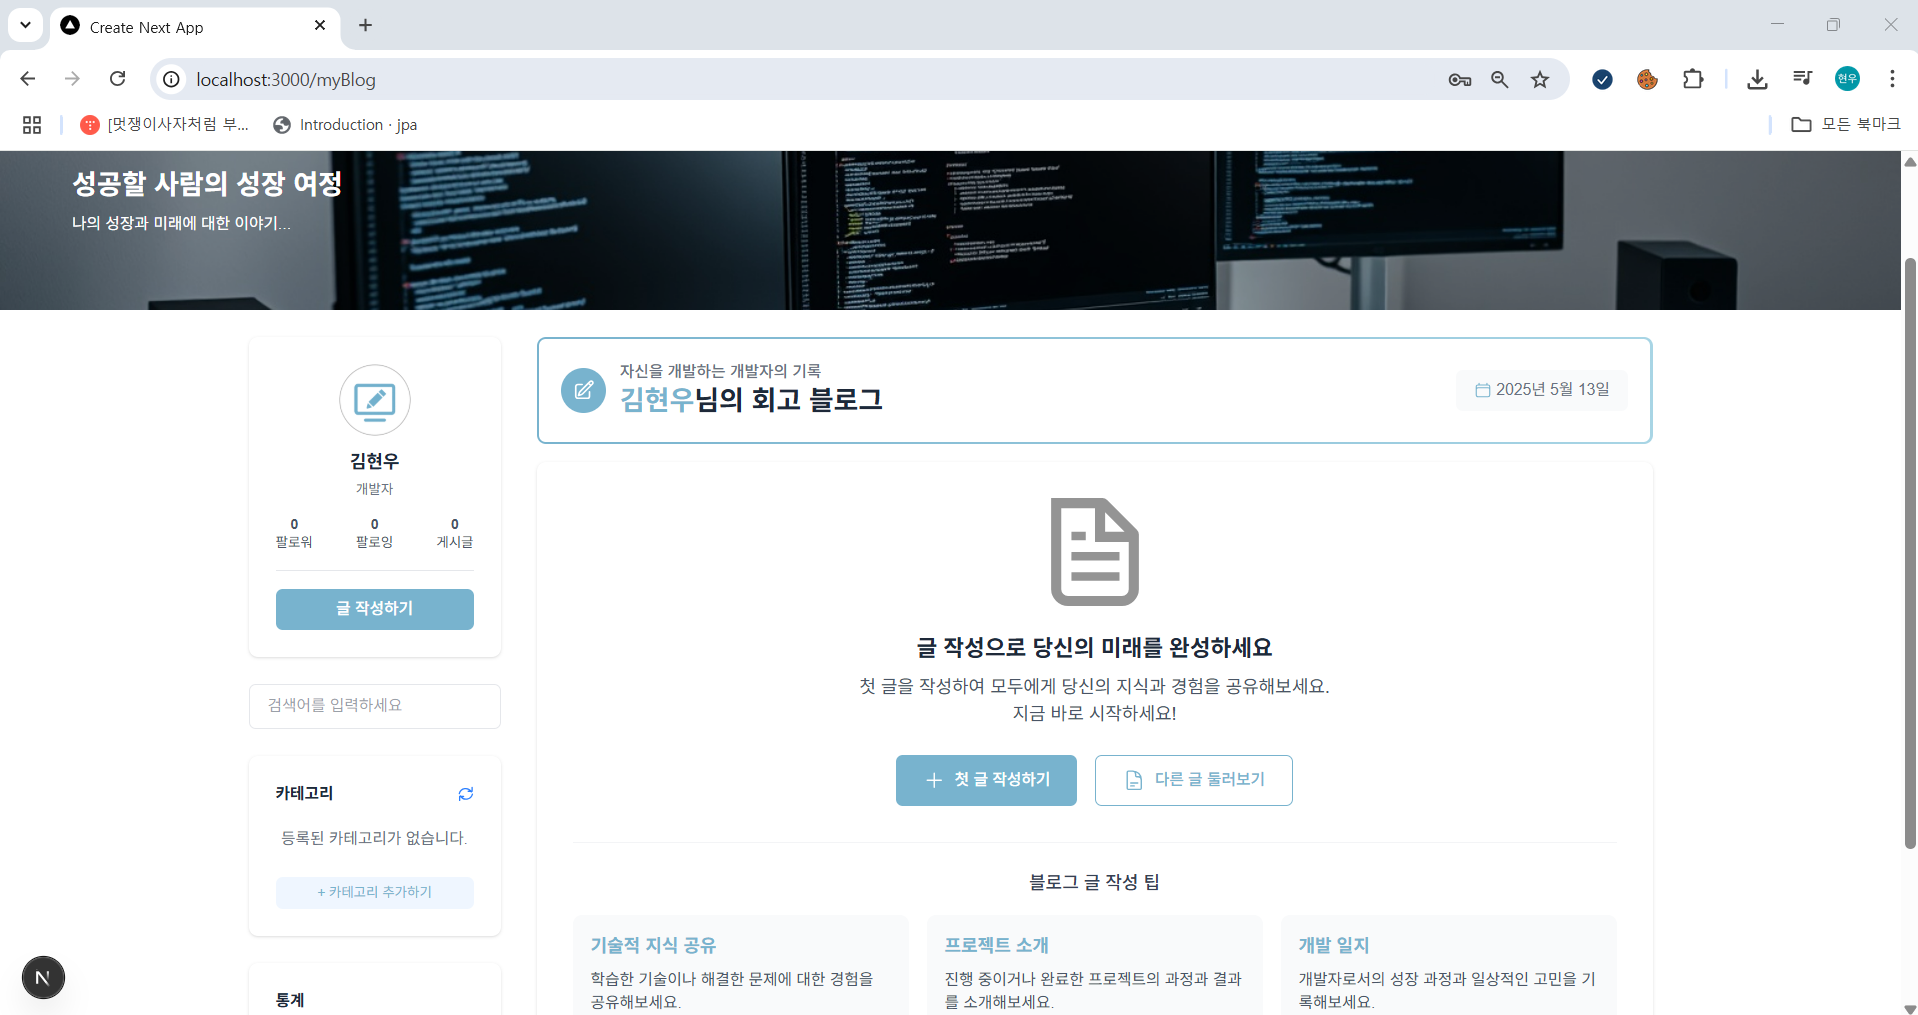 Create Next App
localhost:3000/myBlog
현우
[멋쟁이사자처럼 부...
Introduction · jpa
모든 북마크
성공할 사람의 성장 여정
나의 성장과 미래에 대한 이야기...
김현우
개발자
0
팔로워
0
팔로잉
0
게시글
글 작성하기
검색어를 입력하세요
카테고리
등록된 카테고리가 없습니다.
+ 카테고리 추가하기
통계
N
자신을 개발하는 개발자의 기록
김현우님의 회고 블로그
2025년 5월 13일
글 작성으로 당신의 미래를 완성하세요
첫 글을 작성하여 모두에게 당신의 지식과 경험을 공유해보세요.
지금 바로 시작하세요!
첫 글 작성하기
다른 글 둘러보기
블로그 글 작성 팁
기술적 지식 공유
학습한 기술이나 해결한 문제에 대한 경험을
공유해보세요.
프로젝트 소개
진행 중이거나 완료한 프로젝트의 과정과 결과
를 소개해보세요.
개발 일지
개발자로서의 성장 과정과 일상적인 고민을 기
록해보세요.